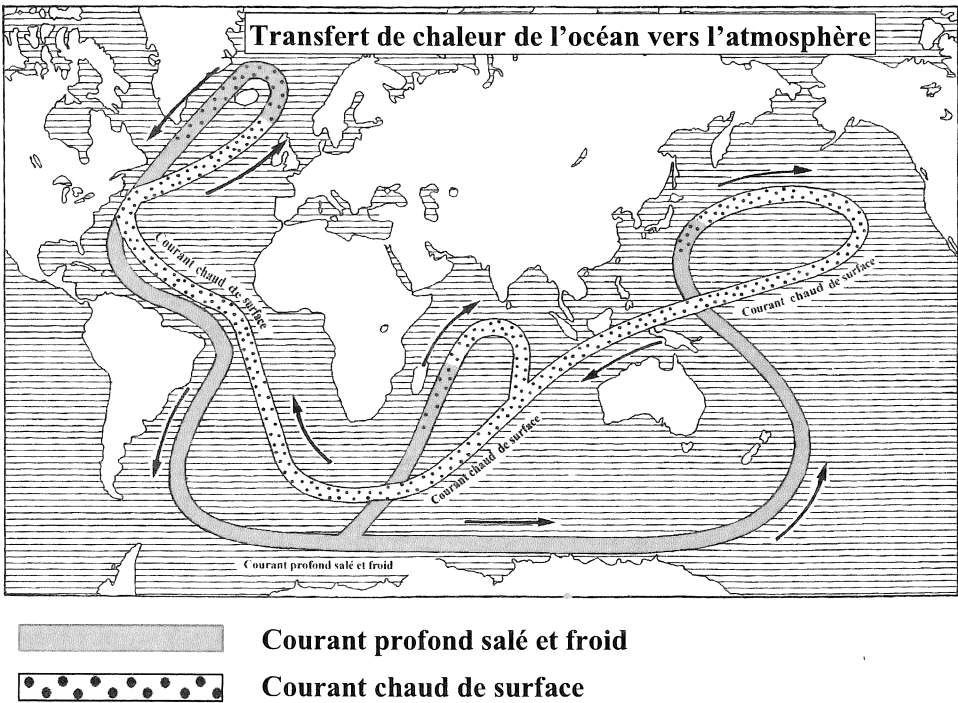 Transfert de chaleur de l'océan vers l'atmosphère
Courant chaud de surface
Courant chaud de surface
Courant chaud de surface
Courant profond salé et froid
Courant profond salé et froid
Courant chaud de surface